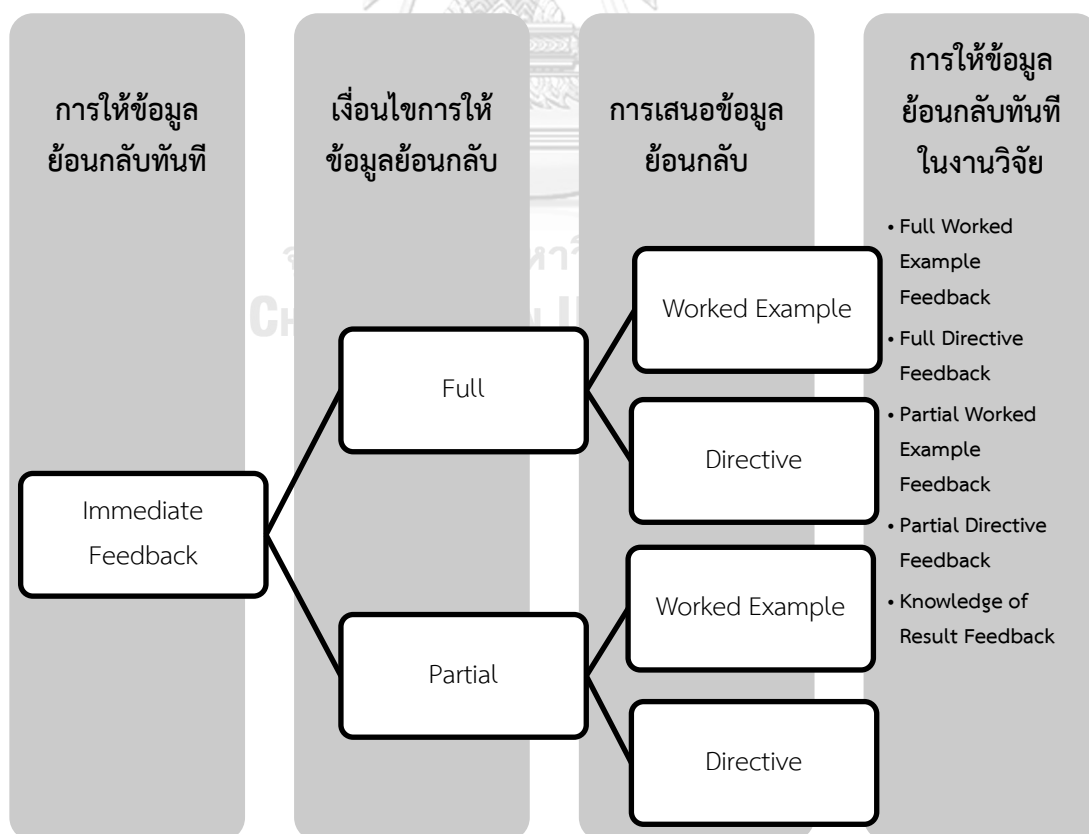 การให้ข้อมูล
ย้อนกลับทันที
เงื่อนไขการให้
ข้อมูลย้อนกลับ
การเสนอข้อมูล
ย้อนกลับ
การให้ข้อมูล
ย้อนกลับทันที
ในงานวิจัย
Immediate
Feedback
Full
Partial
Worked Example
Directive
Worked Example
Directive
• Full Worked
Example
Feedback
• Full Directive
Feedback
• Partial Worked
Example
Feedback
• Partial Directive
Feedback
• Knowledge of
Result Feedback